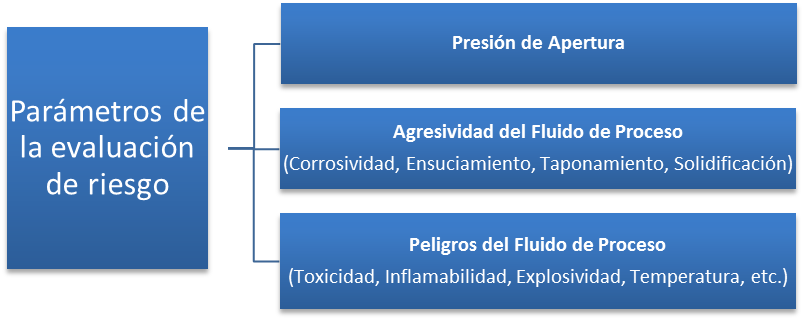 Parámetros de
la evaluación
de riesgo
Presión de Apertura
Agresividad del Fluido de Proceso
(Corrosividad, Ensuciamiento, Taponamiento, Solidificación)
Peligros del Fluido de Proceso
(Toxicidad, Inflamabilidad, Explosividad, Temperatura, etc.)